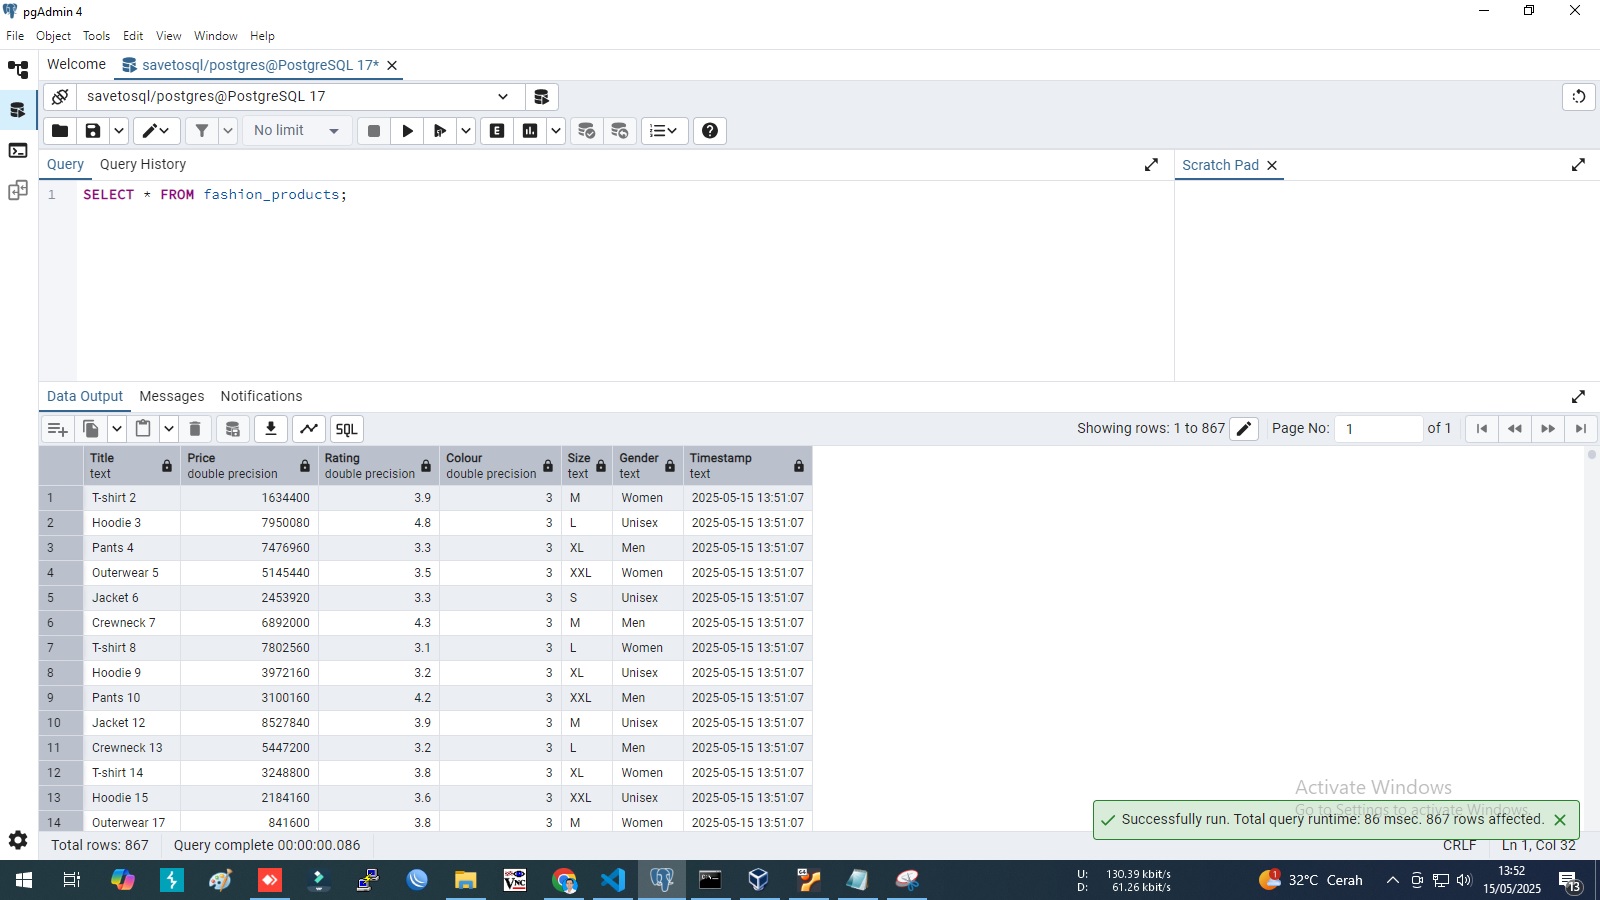 pgAdmin 4
File Object Tools Edit View Window Help
Welcome savetosql/postgres@PostgreSQL 17*
savetosql/postgres@PostgreSQL 17
No limit
E
Query Query History
Scratch Pad
1 SELECT * FROM fashion_products;
Data Output Messages Notifications
SQL Showing rows: 1 to 867 Page No: 1 of 1
Title Price Rating Colour Size Gender Timestamp
text double precision double precision double precision text text text
1 T-shirt 2 1634400 3.9 3 M Women 2025-05-15 13:51:07
2 Hoodie 3 7950080 4.8 3 L Unisex 2025-05-15 13:51:07
3 Pants 4 7476960 3.3 3 XL Men 2025-05-15 13:51:07
4 Outerwear 5 5145440 3.5 3 XXL Women 2025-05-15 13:51:07
5 Jacket 6 2453920 3.3 3 S Unisex 2025-05-15 13:51:07
6 Crewneck 7 6892000 4.3 3 M Men 2025-05-15 13:51:07
7 T-shirt 8 7802560 3.1 3 L Women 2025-05-15 13:51:07
8 Hoodie 9 3972160 3.2 3 XL Unisex 2025-05-15 13:51:07
9 Pants 10 3100160 4.2 3 XXL Men 2025-05-15 13:51:07
10 Jacket 12 8527840 3.9 3 M Unisex 2025-05-15 13:51:07
11 Crewneck 13 5447200 3.2 3 L Men 2025-05-15 13:51:07
12 T-shirt 14 3248800 3.8 3 XL Women 2025-05-15 13:51:07
13 Hoodie 15 2184160 3.6 3 XXL Unisex 2025-05-15 13:51:07
14 Outerwear 17 841600 3.8 3 M Women 2025-05-15 13:51:07
Activate Windows
Go to Settings to activate Windows.
Successfully run. Total query runtime: 86 msec. 867 rows affected.
Total rows: 867 Query complete 00:00:00.086 CRLF Ln 1, Col 32
VNC
U: 130.39 kbit/s
D: 61.26 kbit/s
1
32°C Cerah
13:52
15/05/2025
13